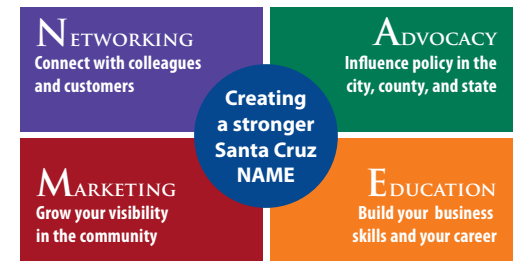 NETWORKING
Connect with colleagues
and customers
ADVOCACY
Influence policy in the
city, county, and state
Creating
a stronger
Santa Cruz
NAME
MARKETING
Grow your visibility
in the community
EDUCATION
Build your business
skills and your career